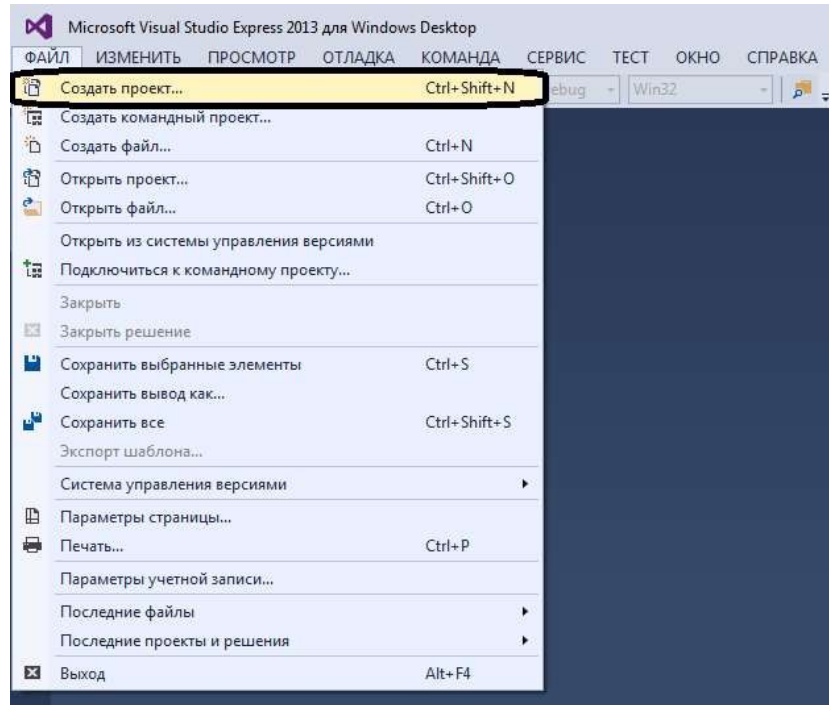 Microsoft Visual Studio Express 2013 для Windows Desktop
ФАЙЛ ИЗМЕНИТЬ ПРОСМОТР ОТЛАДКА КОМАНДА СЕРВИС ТЕСТ ОКНО СПРАВКА
Создать проект... Ctrl+Shift+N ebug Win32
Создать командный проект...
Создать файл... Ctrl+N
Открыть проект... Ctrl+Shift+O
Открыть файл... Ctrl+O
Открыть из системы управления версиями
Подключиться к командному проекту...
Закрыть
Закрыть решение
Сохранить выбранные элементы Ctrl+S
Сохранить вывод как...
Сохранить все Ctrl+Shift+S
Экспорт шаблона...
Система управления версиями
Параметры страницы...
Печать... Ctrl+P
Параметры учетной записи...
Последние файлы
Последние проекты и решения
Выход Alt+F4